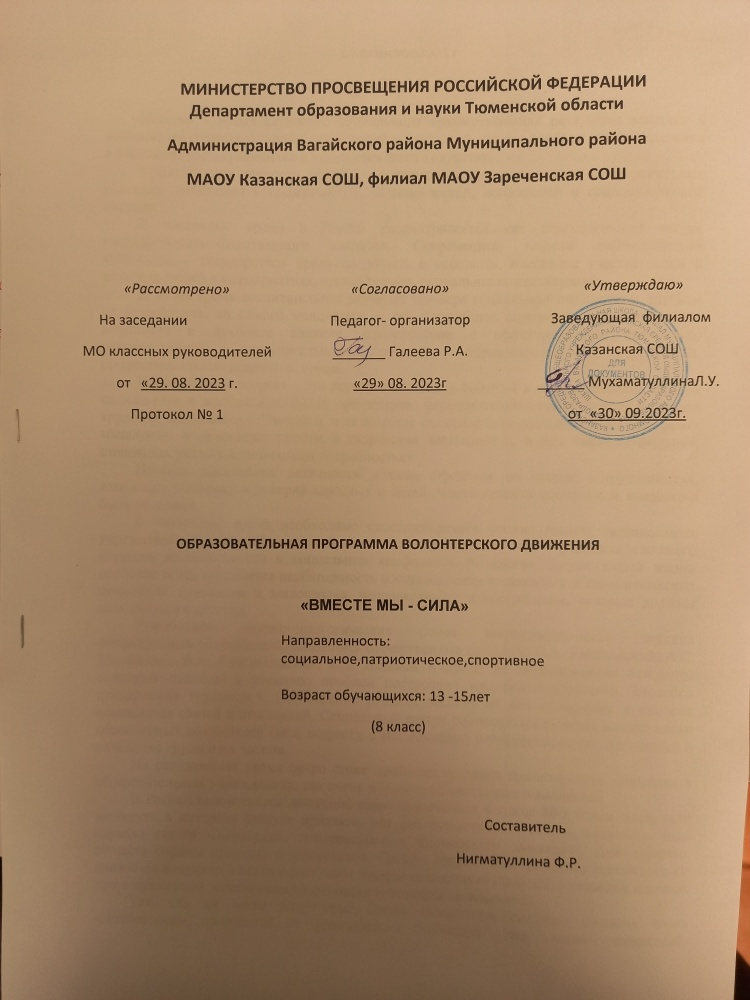 МИНИСТЕРСТВО ПРОСВЕЩЕНИЯ РОССИЙСКОЙ ФЕДЕРАЦИИ
Департамент образования и науки Тюменской области
Администрация Вагайского района Муниципального района
МАОУ Казанская СОШ, филиал МАОУ Зареченская СОШ
«Рассмотрено»
На заседании
МО классных руководителей
от «29. 08. 2023 г.
Протокол № 1
«Согласовано»
Педагог- организатор
Галеева Р.А.
«29» 08. 2023г
«Утверждаю»
Заведующая филиалом
Казанская СОШ
МухаматуллинаЛ.У.
от «30» 09.2023г.
ДЛЯ
ДОКУМЕНТОВ
ОБРАЗОВАТЕЛЬНАЯ ПРОГРАММА ВОЛОНТЕРСКОГО ДВИЖЕНИЯ
«ВМЕСТЕ МЫ - СИЛА»
Направленность:
социальное,патриотическое,спортивное
Возраст обучающихся: 13 -15лет
(8 класс)
Составитель
Нигматуллина Ф.Р.